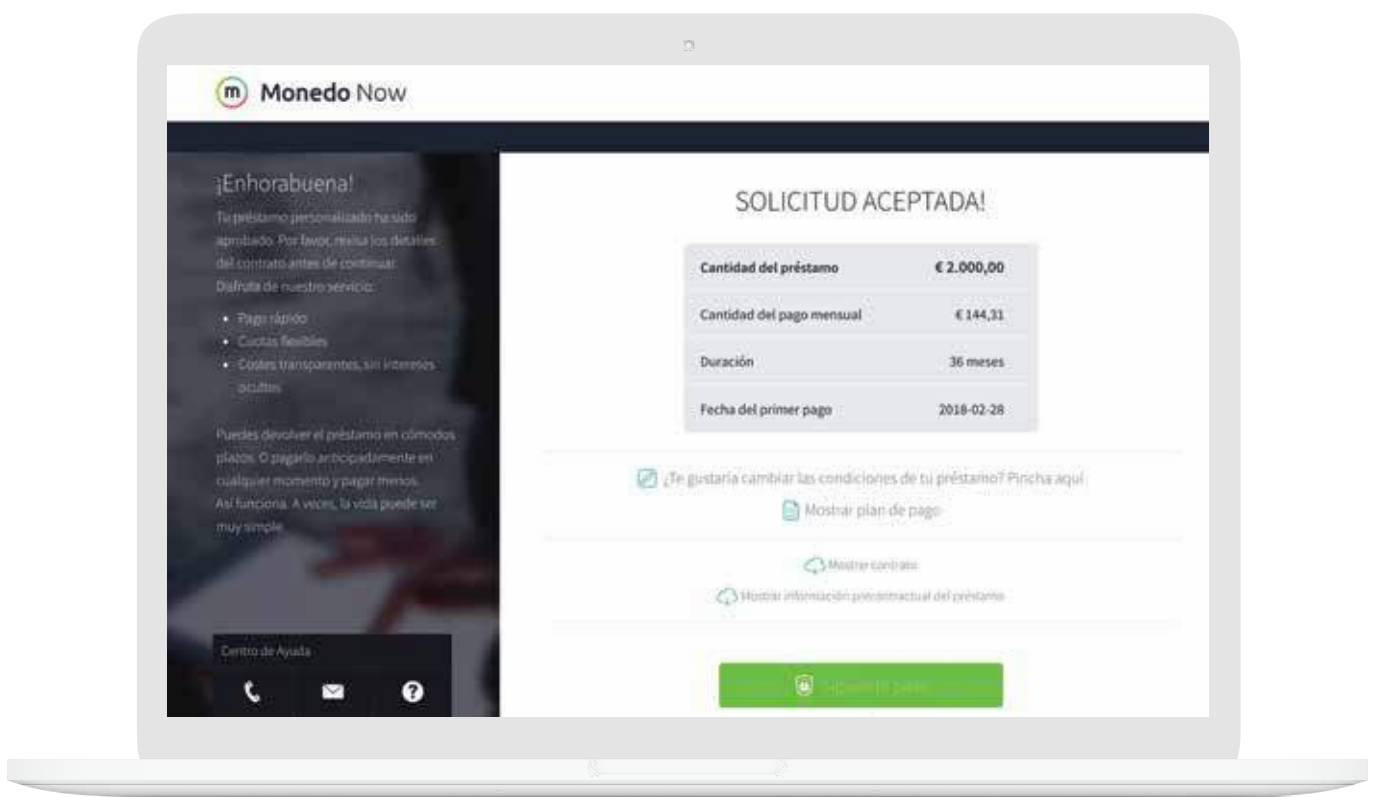 m Monedo Now
¡Enhorabuena!
Tu préstamo personalizado ha sido
aprobado. Por favor, revisa los detalles
del contrato antes de continuar.
Disfruta de nuestro servicio:
• Pago rápido
• Cuotas flexibles
• Costes transparentes, sin intereses
ocultos
Puedes devolver el préstamo en cómodos
plazos. O pagarlo anticipadamente en
cualquier momento y pagar menos.
Así funciona. A veces, la vida puede ser
muy simple.
Centro de Ayuda
SOLICITUD ACEPTADA!
Cantidad del préstamo € 2.000,00
Cantidad del pago mensual € 144,31
Duración 36 meses
Fecha del primer pago 2018-02-28
¿Te gustaría cambiar las condiciones de tu préstamo? Pincha aquí
Mostrar plan de pago
Mostrar contrato
Mostrar información precontractual del préstamo